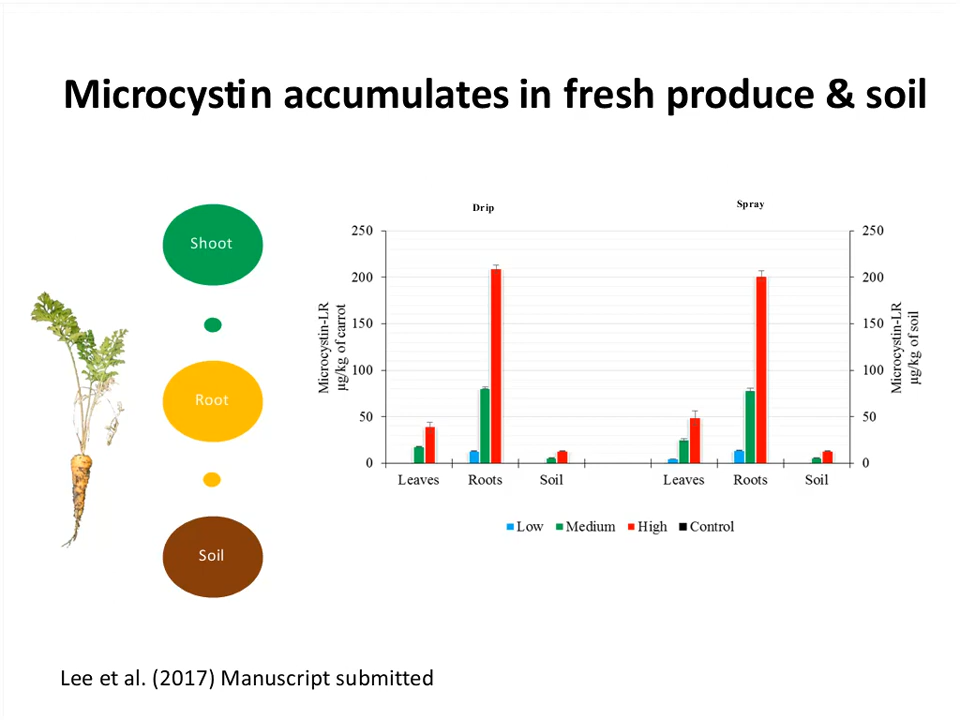 Microcystin accumulates in fresh produce & soil
Shoot
Root
Soil
Drip
Spray
250
200
150
100
50
0
Microcystin-LR
µg/kg of carrot
250
200
150
100
50
0
Microcystin-LR
µg/kg of soil
Leaves Roots Soil Leaves Roots Soil
Low Medium High Control
Lee et al. (2017) Manuscript submitted